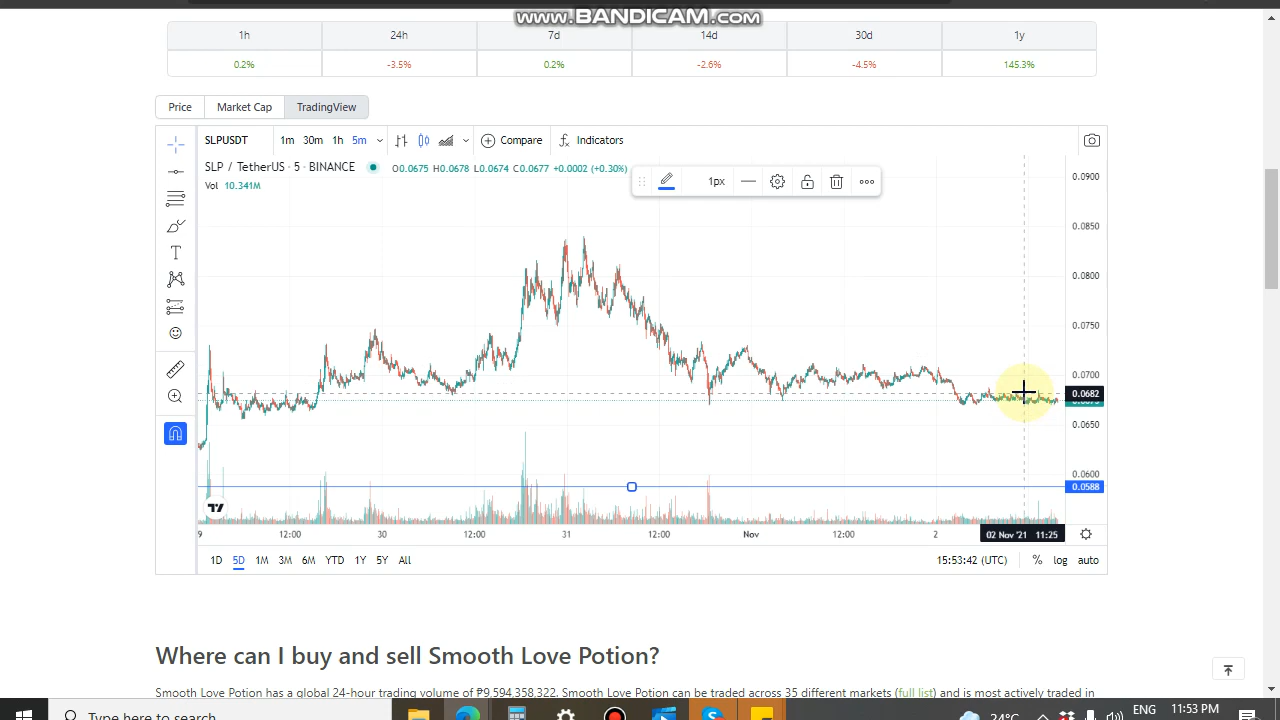 www.BANDICAM.com
1h 24h 7d 14d 30d 1y
0.2% -3.5% 0.2% -2.6% -4.5% 145.3%
Price Market Cap TradingView
SLPUSDT 1m 30m 1h 5m Compare Indicators
SLP / TetherUS · 5 · BINANCE O0.0675 H0.0678 L0.0674 C0.0677 +0.0002 (+0.30%)
1px
Vol 10.341M
0.0900
0.0850
0.0800
0.0750
0.0700
0.0682
0.0650
0.0600
0.0588
9 12:00 30 12:00 31 12:00 Nov 12:00 2 02 Nov '21 11:25
1D 5D 1M 3M 6M YTD 1Y 5Y All 15:53:42 (UTC) % log auto
Where can I buy and sell Smooth Love Potion?
Smooth Love Potion has a global 24-hour trading volume of ₱9,594,358,322. Smooth Love Potion can be traded across 35 different markets (full list) and is most actively traded in
Type here to search 24°C ENG 11:53 PM